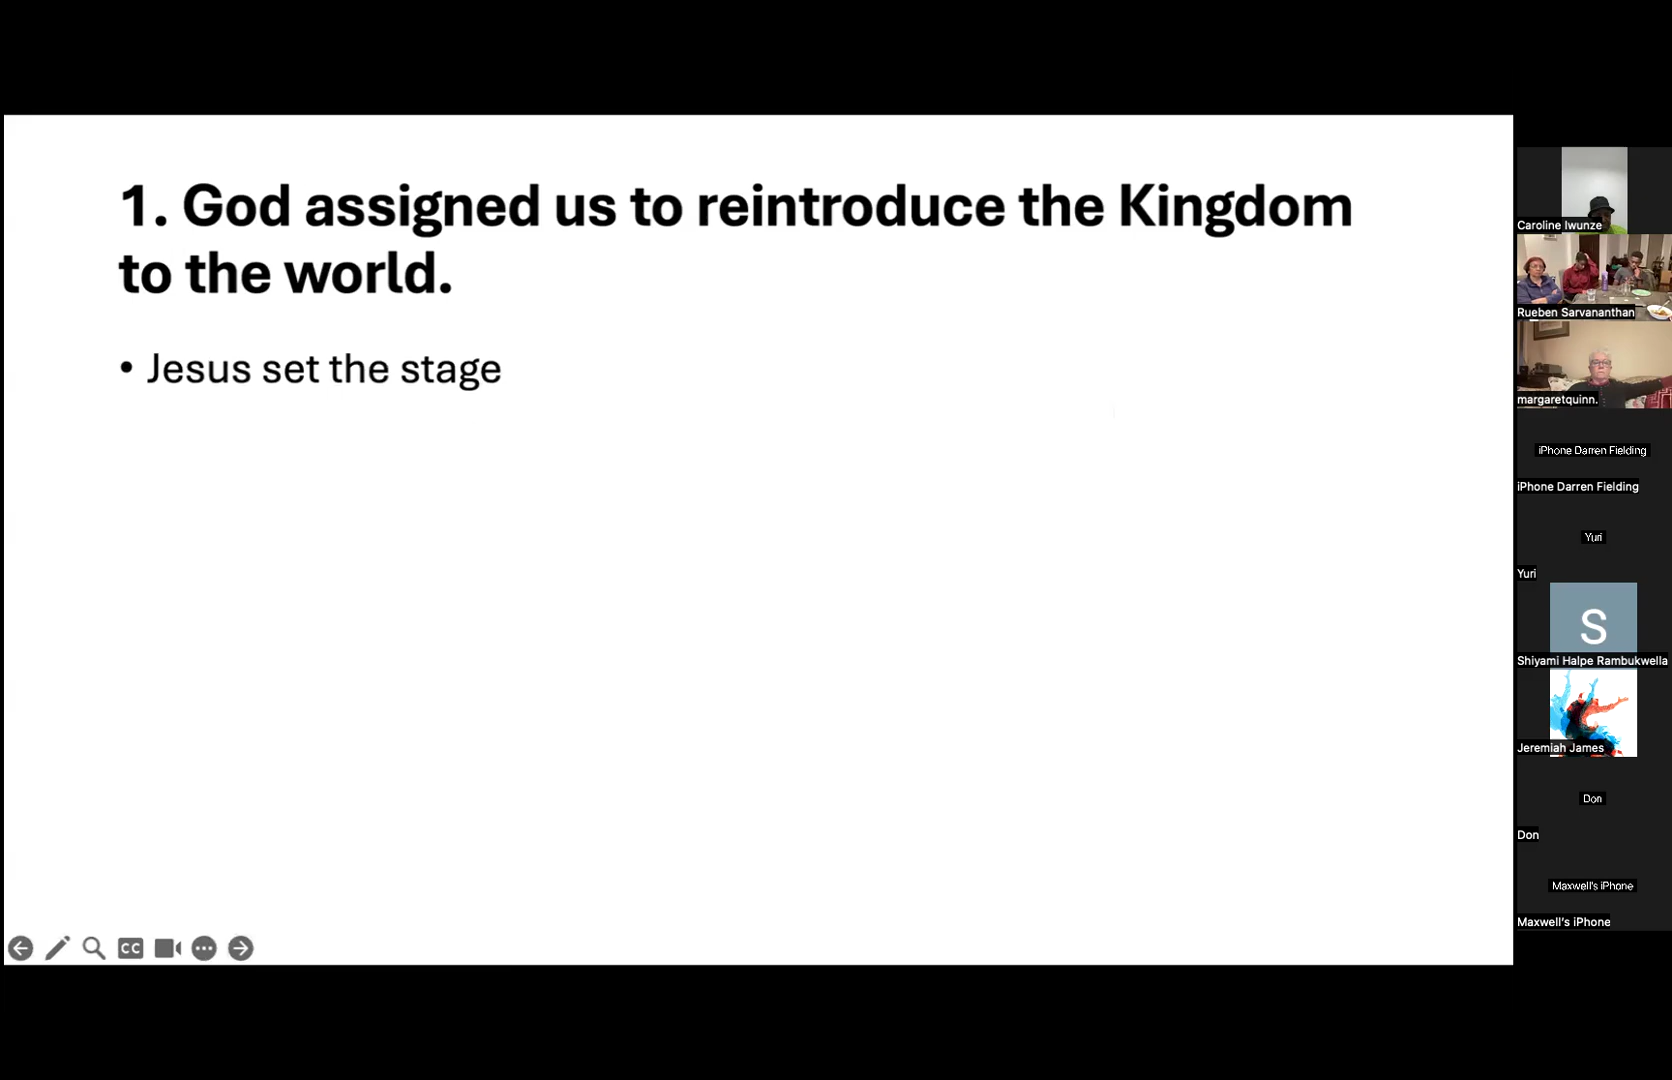 1. God assigned us to reintroduce the Kingdom
to the world.
• Jesus set the stage
CC
Caroline Iwunze
Rueben Sarvananthan
margaretquinn.
iPhone Darren Fielding
iPhone Darren Fielding
Yuri
Yuri
S
Shiyami Halpe Rambukwella
Jeremiah James
Don
Don
Maxwell's iPhone
Maxwell's iPhone